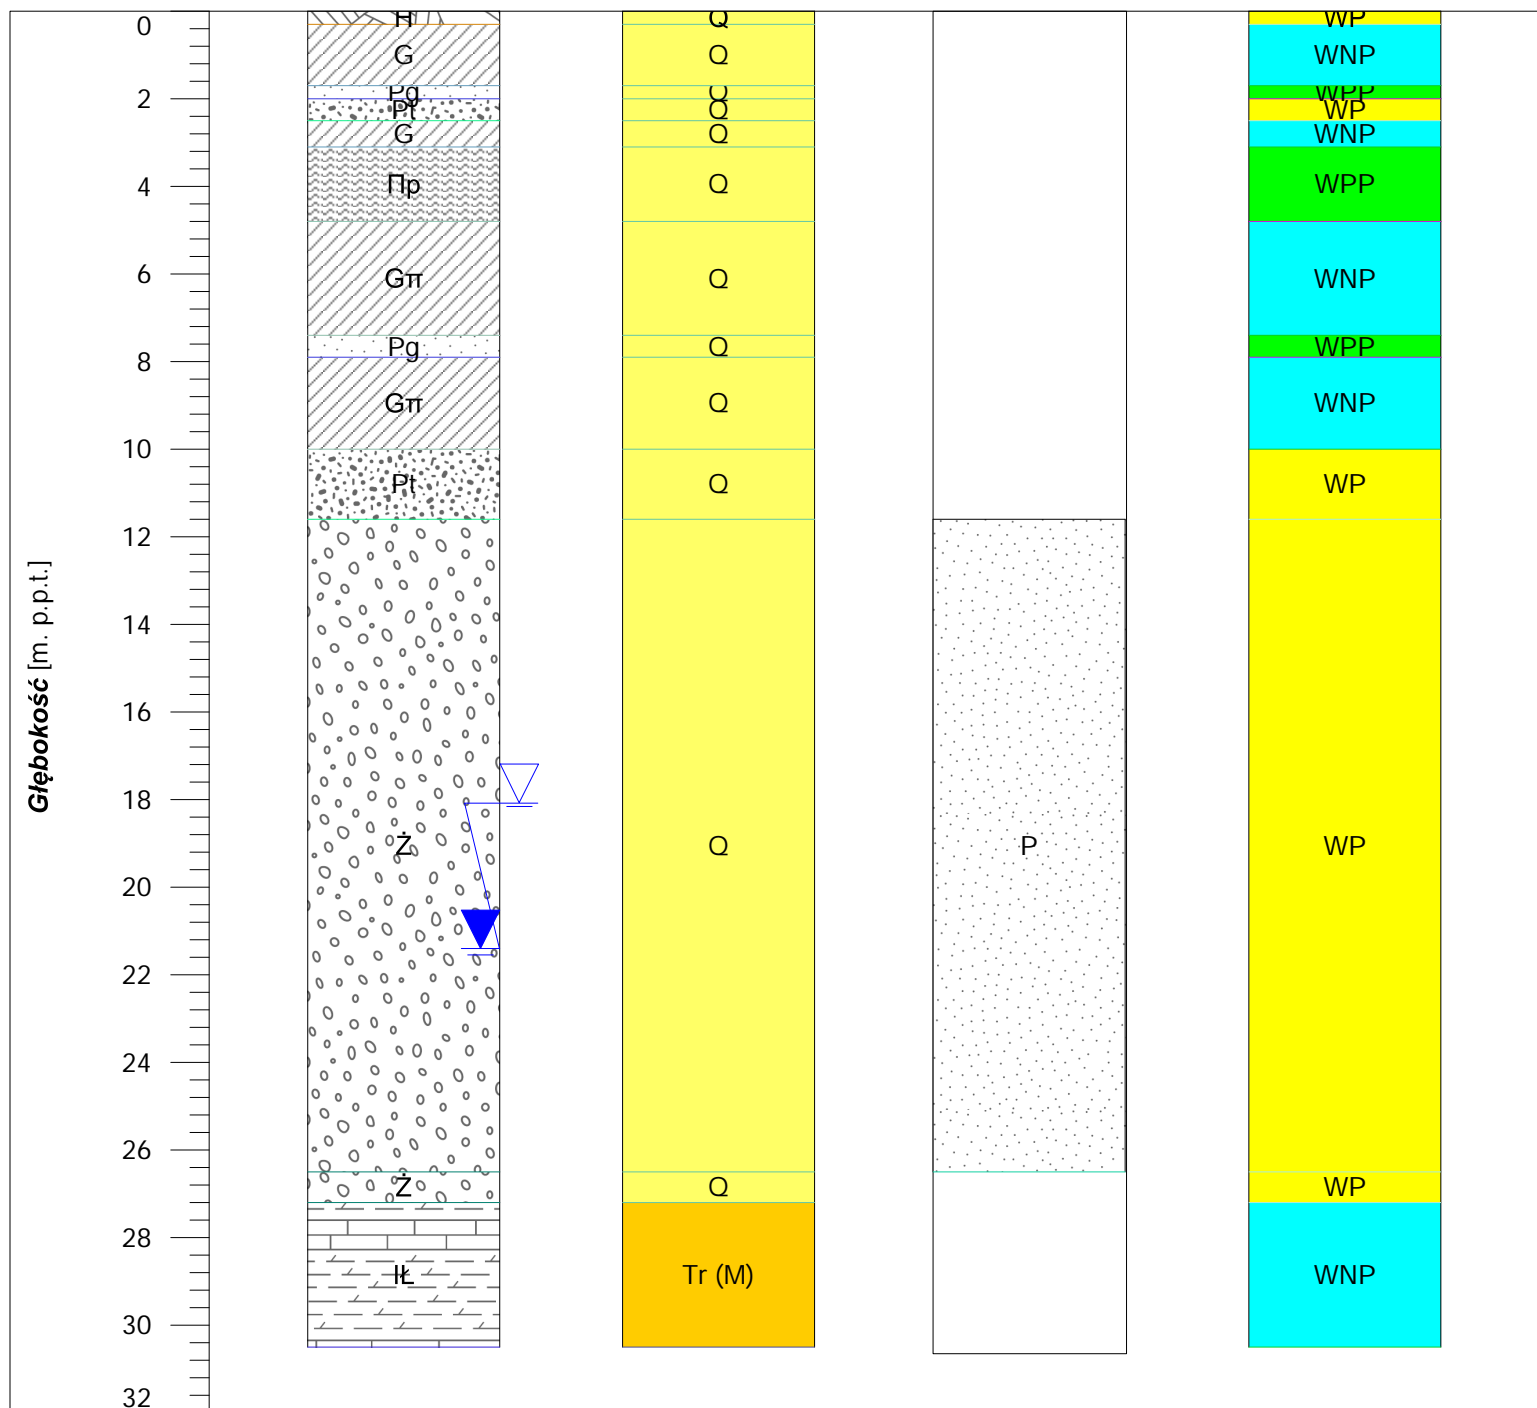 H Q WP
0
G Q WNP
Pg Q WPP
2
Pt Q WP
G Q WNP
4 Пp Q WPP
6 Gπ Q WNP
Pg Q WPP
8
Gπ Q WNP
10
Pt Q WP
12
14
16
Głębokość [m. p.p.t.]
18
Ż Q P WP
20
22
24
26
Ż Q WP
28
IŁ Tr (M) WNP
30
32